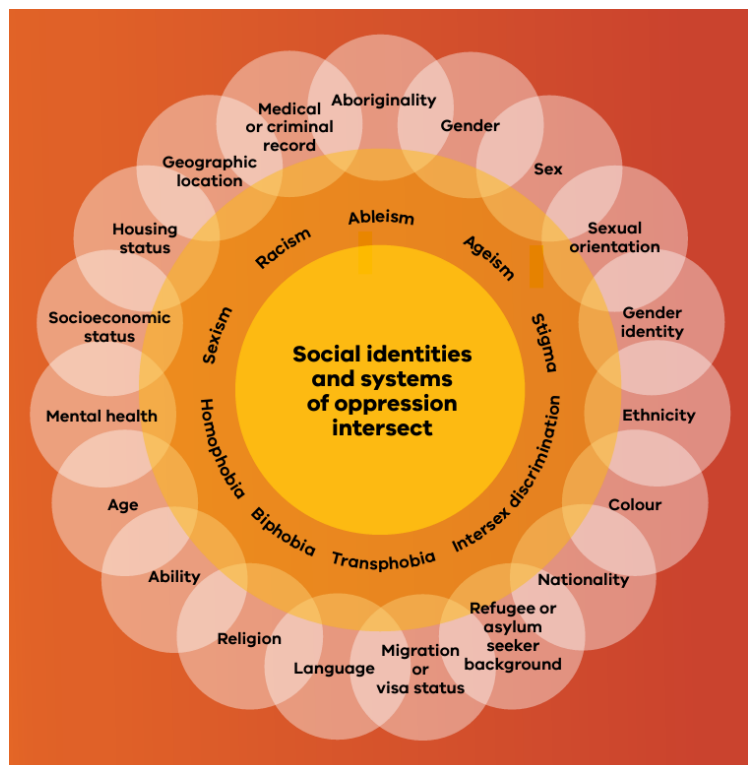 Social identities
and systems
of oppression
intersect
Ableism
Ageism
Stigma
Intersex discrimination
Transphobia
Biphobia
Homophobia
Sexism
Racism
Aboriginality
Gender
Sex
Sexual
orientation
Gender
identity
Ethnicity
Colour
Nationality
Refugee or
asylum
seeker
background
Migration
or
visa status
Language
Religion
Ability
Age
Mental health
Socioeconomic
status
Housing
status
Geographic
location
Medical
or criminal
record